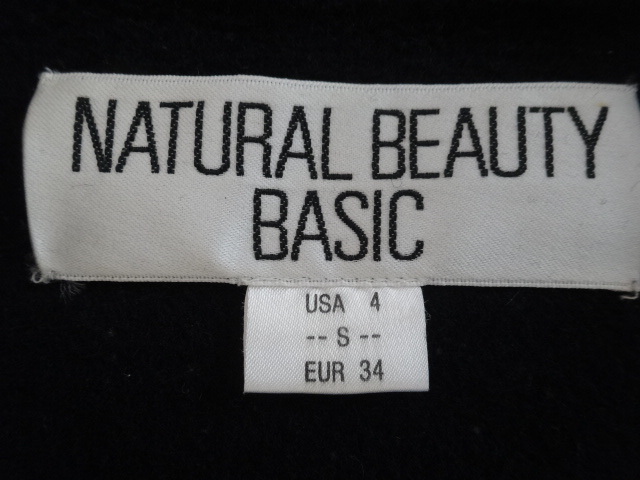 NATURAL BEAUTY
BASIC
USA 4
-- S --
EUR 34